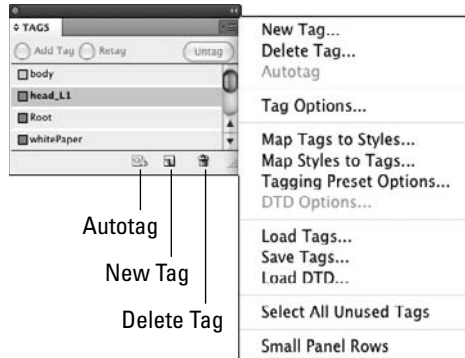 TAGS
Add Tag Retag Untag
body
head_L1
Root
whitePaper
Autotag
New Tag
Delete Tag
New Tag...
Delete Tag...
Autotag
Tag Options...
Map Tags to Styles...
Map Styles to Tags...
Tagging Preset Options...
DTD Options...
Load Tags...
Save Tags...
Load DTD...
Select All Unused Tags
Small Panel Rows